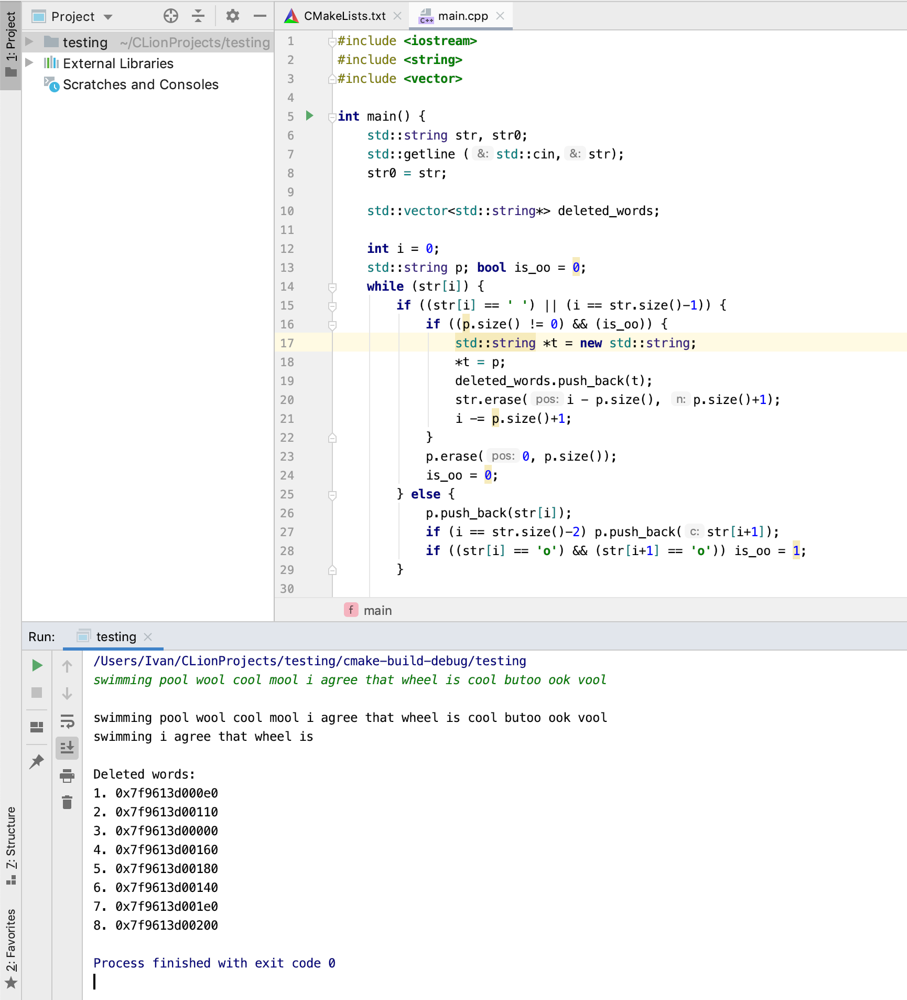 1: Project
Project
testing ~/CLionProjects/testing
External Libraries
Scratches and Consoles
7: Structure
2: Favorites
CMakeLists.txt
main.cpp
1 #include <iostream>
2 #include <string>
3 #include <vector>
4
5 int main() {
6 std::string str, str0;
7 std::getline ( &: std::cin, &: str);
8 str0 = str;
9
10 std::vector<std::string*> deleted_words;
11
12 int i = 0;
13 std::string p; bool is_oo = 0;
14 while (str[i]) {
15 if ((str[i] == ' ') || (i == str.size()-1)) {
16 if ((p.size() != 0) && (is_oo)) {
17 std::string *t = new std::string;
18 *t = p;
19 deleted_words.push_back(t);
20 str.erase( pos: i - p.size(), n: p.size()+1);
21 i -= p.size()+1;
22 }
23 p.erase( pos: 0, p.size());
24 is_oo = 0;
25 } else {
26 p.push_back(str[i]);
27 if (i == str.size()-2) p.push_back( c: str[i+1]);
28 if ((str[i] == 'o') && (str[i+1] == 'o')) is_oo = 1;
29 }
30
f main
Run: testing
/Users/Ivan/CLionProjects/testing/cmake-build-debug/testing
swimming pool wool cool mool i agree that wheel is cool butoo ook vool
swimming pool wool cool mool i agree that wheel is cool butoo ook vool
swimming i agree that wheel is
Deleted words:
1. 0x7f9613d000e0
2. 0x7f9613d00110
3. 0x7f9613d00000
4. 0x7f9613d00160
5. 0x7f9613d00180
6. 0x7f9613d00140
7. 0x7f9613d001e0
8. 0x7f9613d00200
Process finished with exit code 0